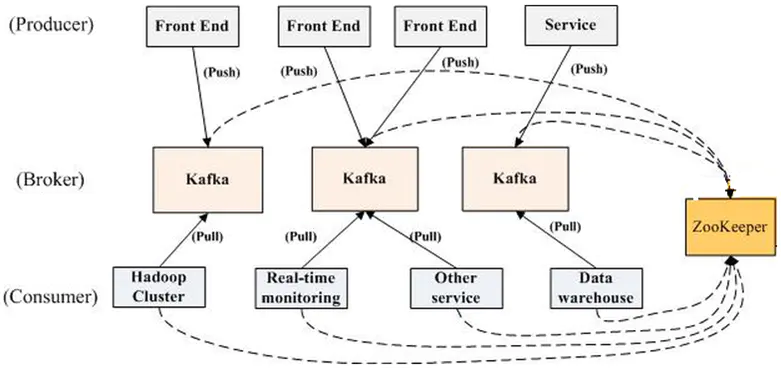 (Producer)
Front End
Front End
Front End
Service
(Push)
(Push)
(Push)
(Push)
(Broker)
Kafka
Kafka
Kafka
ZooKeeper
(Pull)
(Pull)
(Pull)
(Pull)
(Consumer)
Hadoop
Cluster
Real-time
monitoring
Other
service
Data
warehouse